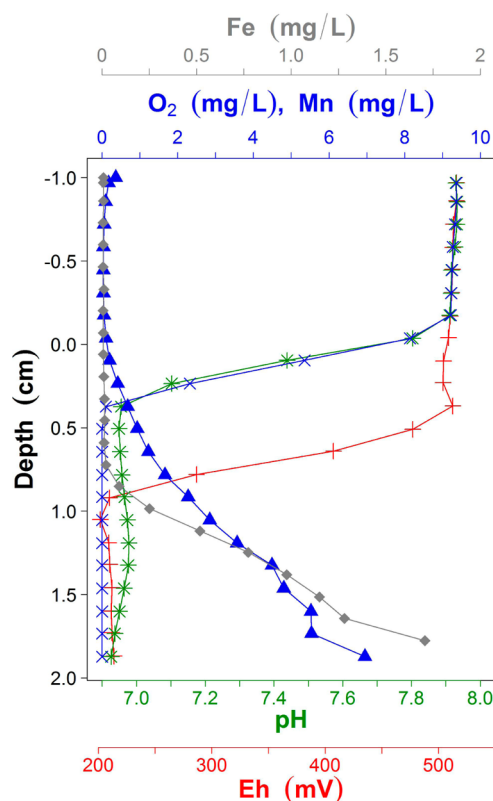 Fe (mg/L)
0 0.5 1 1.5 2
O₂ (mg/L), Mn (mg/L)
0 2 4 6 8 10
Depth (cm)
-1.0
-0.5
0.0
0.5
1.0
1.5
2.0
7.0 7.2 7.4 7.6 7.8 8.0
pH
200 300 400 500
Eh (mV)